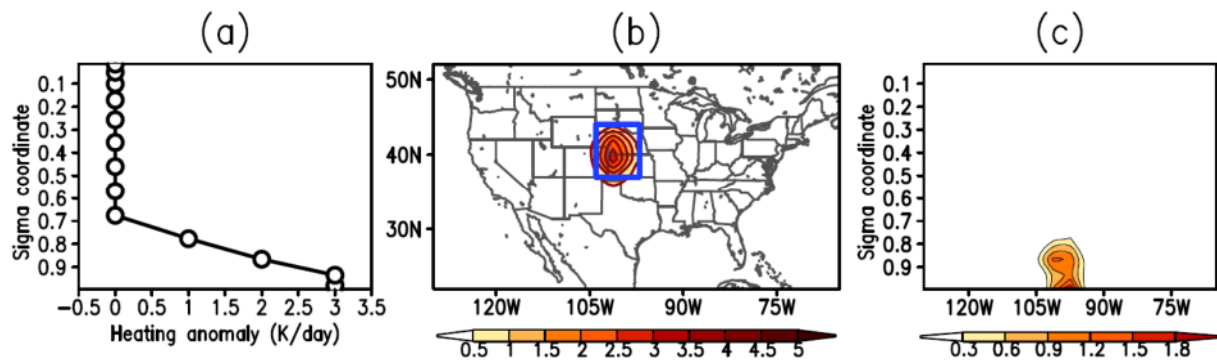 (a)
(b)
(c)
Sigma coordinate
0.1
0.2
0.3
0.4
0.5
0.6
0.7
0.8
0.9
-0.5 0 0.5 1 1.5 2 2.5 3 3.5
Heating anomaly (K/day)
50N
40N
30N
120W 105W 90W 75W
0.5 1 1.5 2 2.5 3 3.5 4 4.5 5
Sigma coordinate
0.1
0.2
0.3
0.4
0.5
0.6
0.7
0.8
0.9
120W 105W 90W 75W
0.3 0.6 0.9 1.2 1.5 1.8